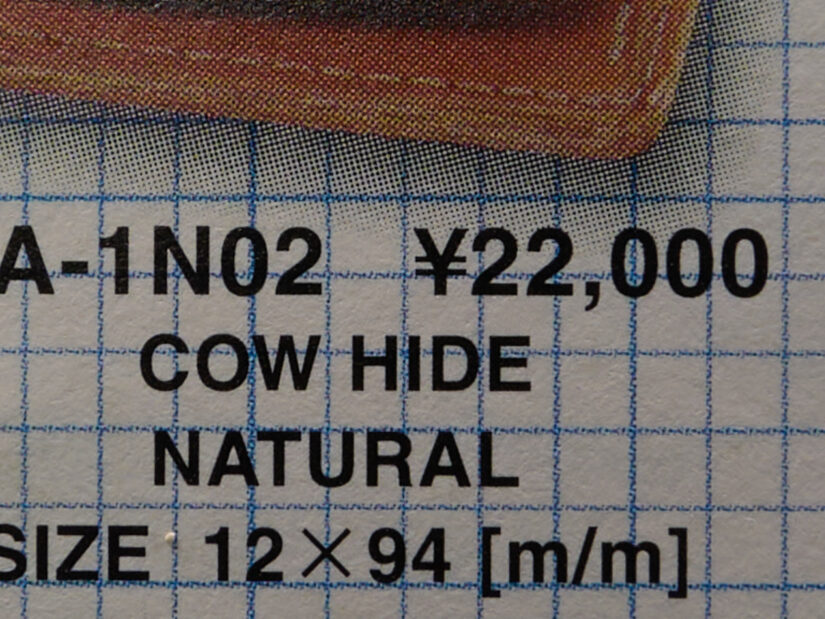 A-1N02 ¥22,000
COW HIDE
NATURAL
SIZE 12×94 [m/m]